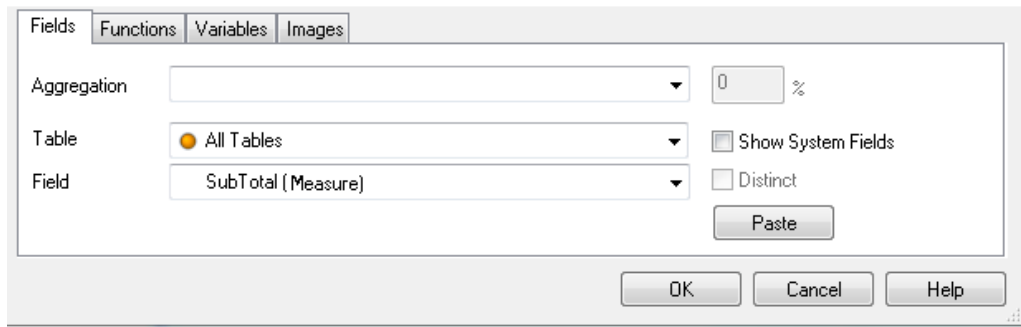 Fields Functions Variables Images
Aggregation 0 %
Table All Tables Show System Fields
Field SubTotal (Measure) Distinct
Paste
OK Cancel Help